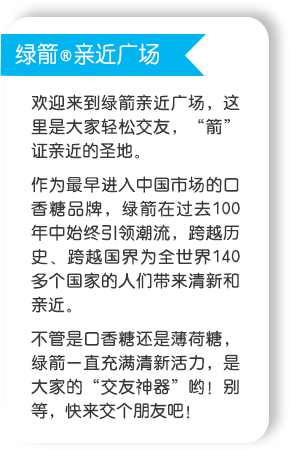 绿箭®亲近广场
欢迎来到绿箭亲近广场，这
里是大家轻松交友，“箭”
证亲近的圣地。
作为最早进入中国市场的口
香糖品牌，绿箭在过去100
年中始终引领潮流，跨越历
史、跨越国界为全世界140
多个国家的人们带来清新和
亲近。
不管是口香糖还是薄荷糖，
绿箭一直充满清新活力，是
大家的“交友神器”哟！别
等，快来交个朋友吧！